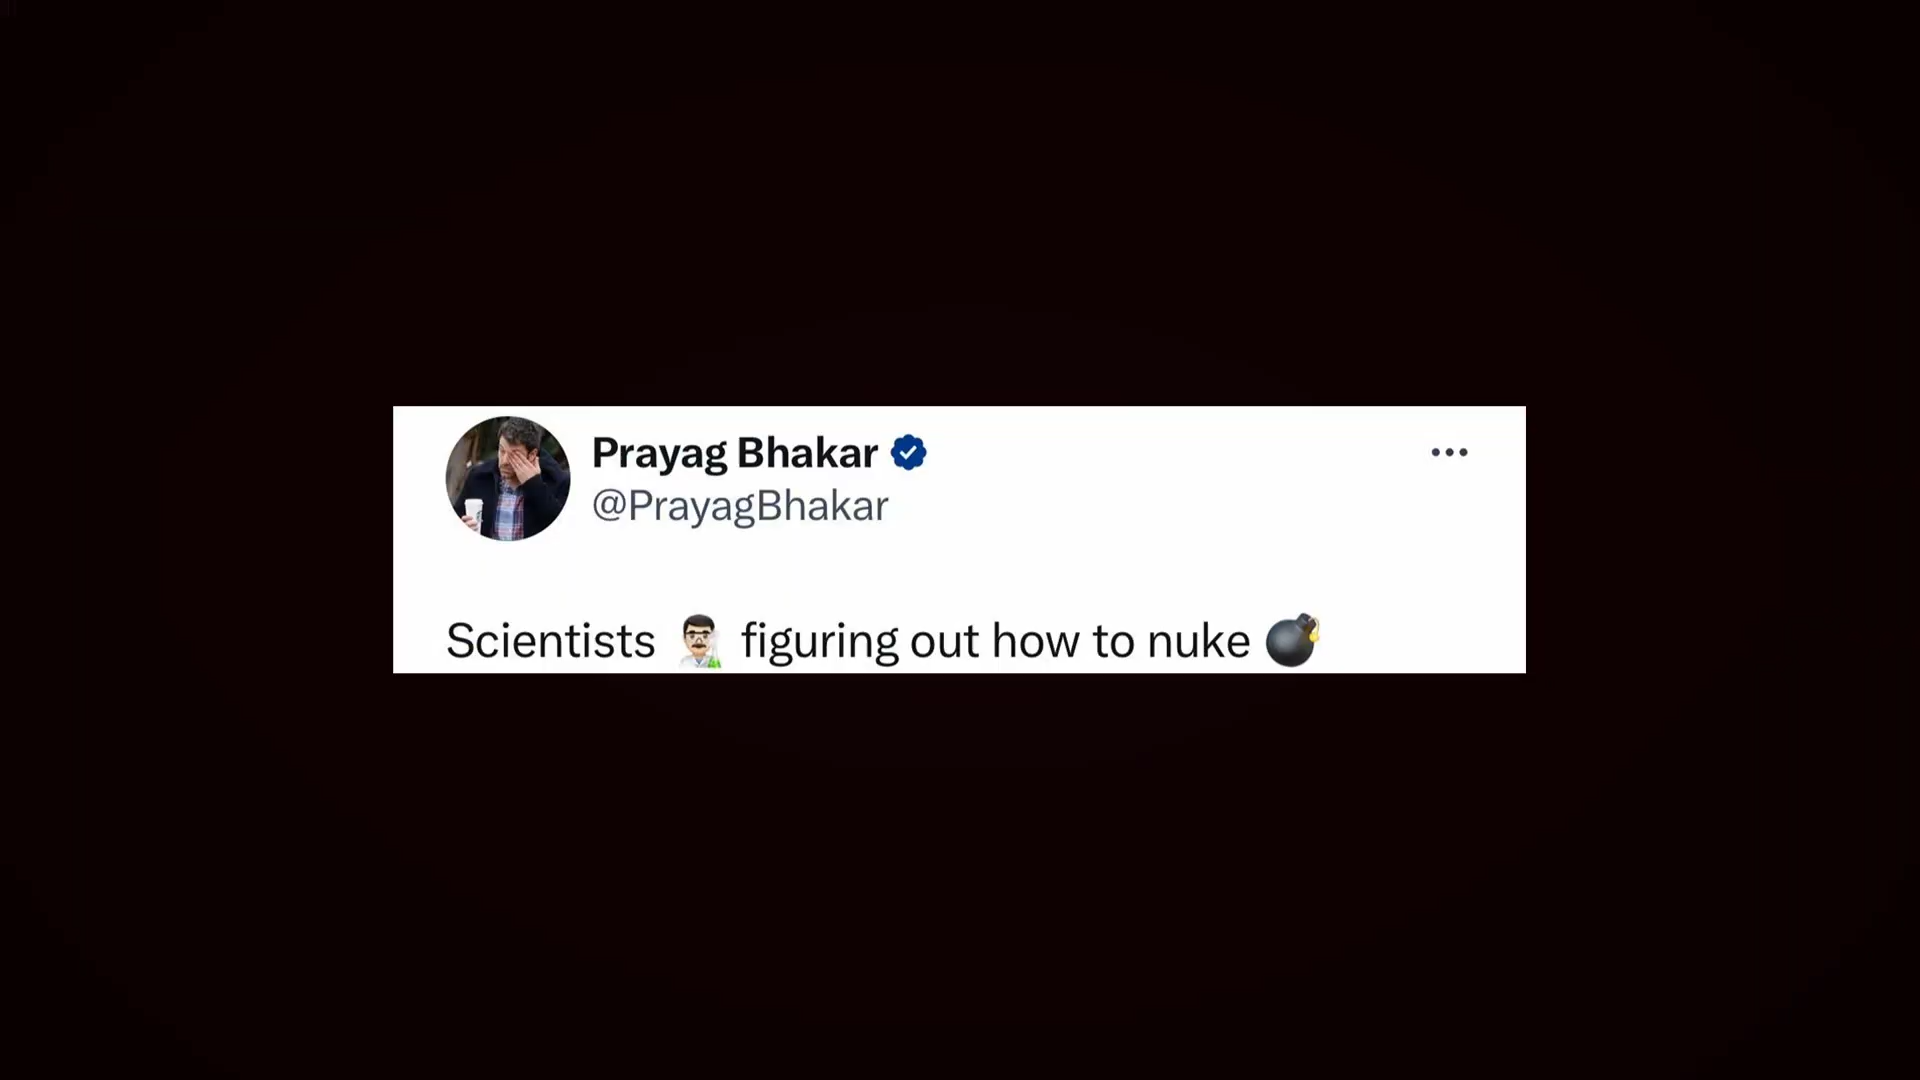 Prayag Bhakar
@PrayagBhakar
Scientists 👨🏻‍🔬 figuring out how to nuke 💣